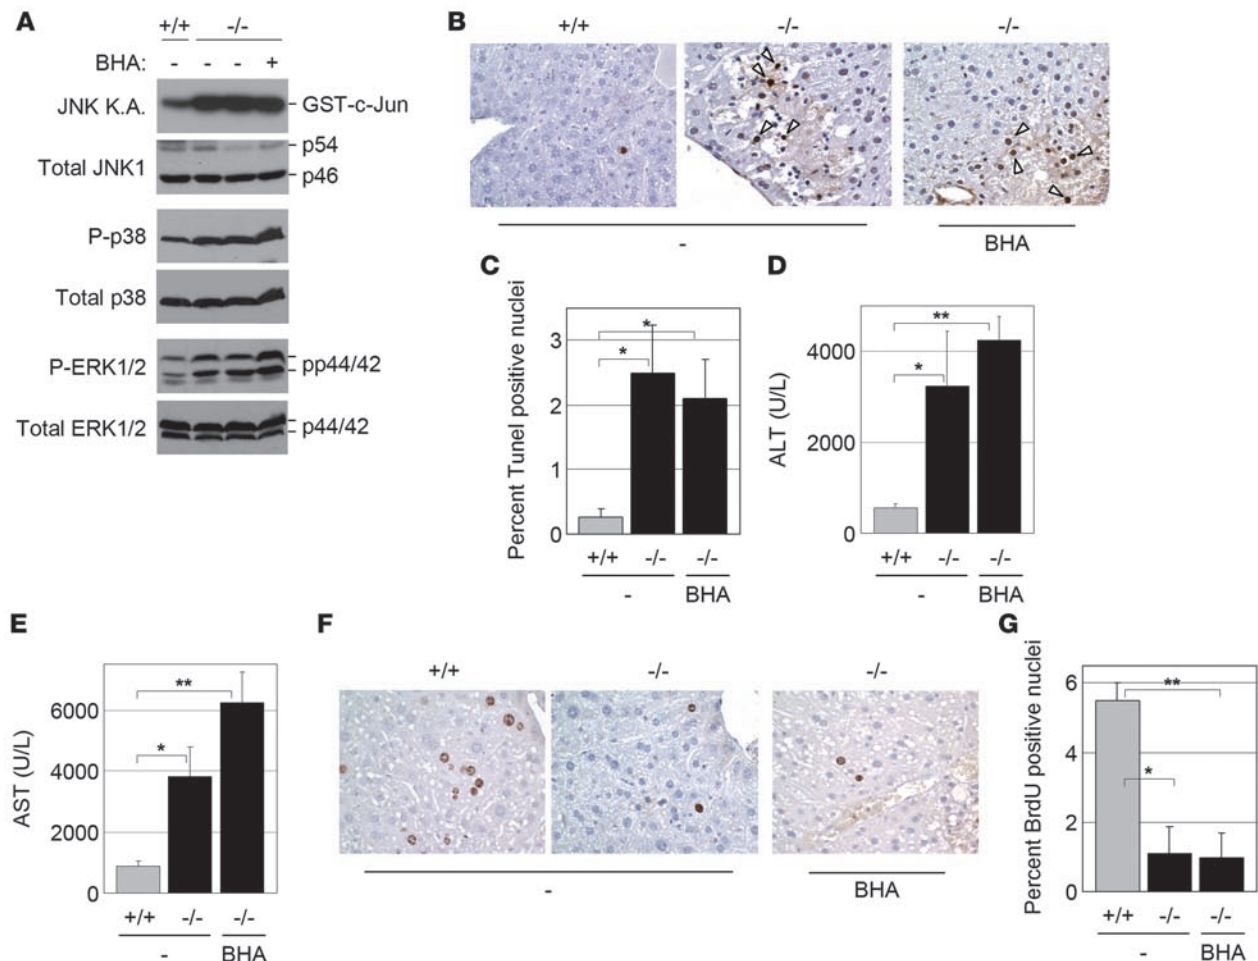 A
+/+ -/-
BHA: - - - +
JNK K.A. GST-c-Jun
Total JNK1 p54
p46
P-p38
Total p38
P-ERK1/2 pp44/42
Total ERK1/2 p44/42
B
+/+ -/- -/-
- BHA
C
Percent Tunel positive nuclei
3
2
1
0
* *
+/+ -/- -/-
- BHA
D
ALT (U/L)
4000
2000
0
**
*
+/+ -/- -/-
- BHA
E
AST (U/L)
6000
4000
2000
0
**
*
+/+ -/- -/-
- BHA
F
+/+ -/- -/-
- BHA
G
Percent BrdU positive nuclei
6
4
2
0
**
*
+/+ -/- -/-
- BHA